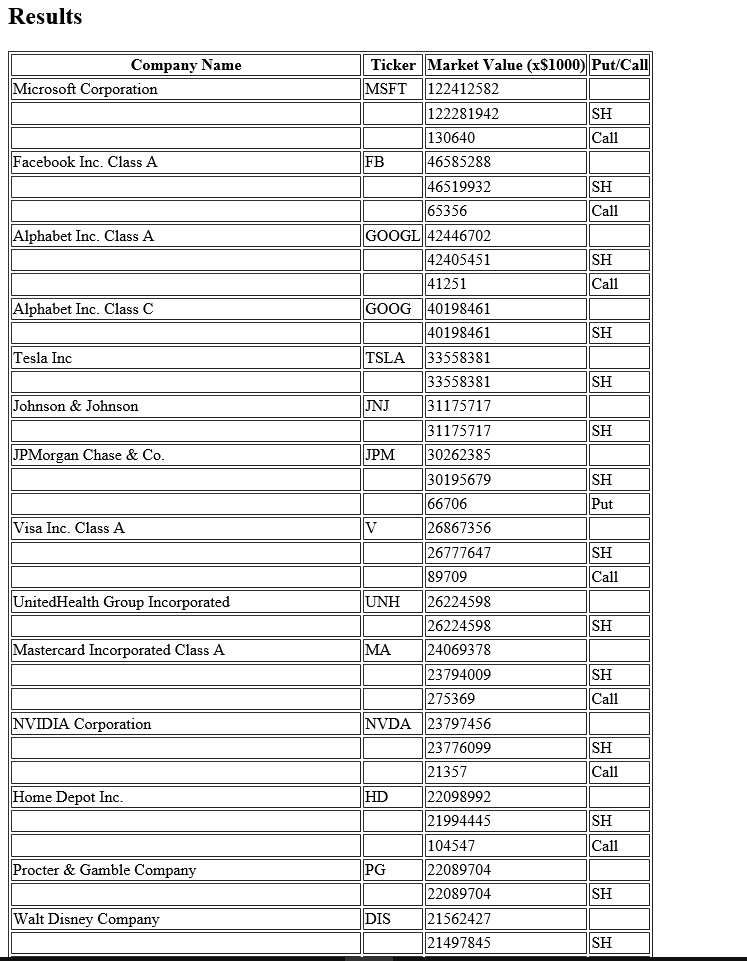 Results
Company Name Ticker Market Value (x$1000) Put/Call
Microsoft Corporation MSFT 122412582
122281942 SH
130640 Call
Facebook Inc. Class A FB 46585288
46519932 SH
65356 Call
Alphabet Inc. Class A GOOGL 42446702
42405451 SH
41251 Call
Alphabet Inc. Class C GOOG 40198461
40198461 SH
Tesla Inc TSLA 33558381
33558381 SH
Johnson & Johnson JNJ 31175717
31175717 SH
JPMorgan Chase & Co. JPM 30262385
30195679 SH
66706 Put
Visa Inc. Class A V 26867356
26777647 SH
89709 Call
UnitedHealth Group Incorporated UNH 26224598
26224598 SH
Mastercard Incorporated Class A MA 24069378
23794009 SH
275369 Call
NVIDIA Corporation NVDA 23797456
23776099 SH
21357 Call
Home Depot Inc. HD 22098992
21994445 SH
104547 Call
Procter & Gamble Company PG 22089704
22089704 SH
Walt Disney Company DIS 21562427
21497845 SH